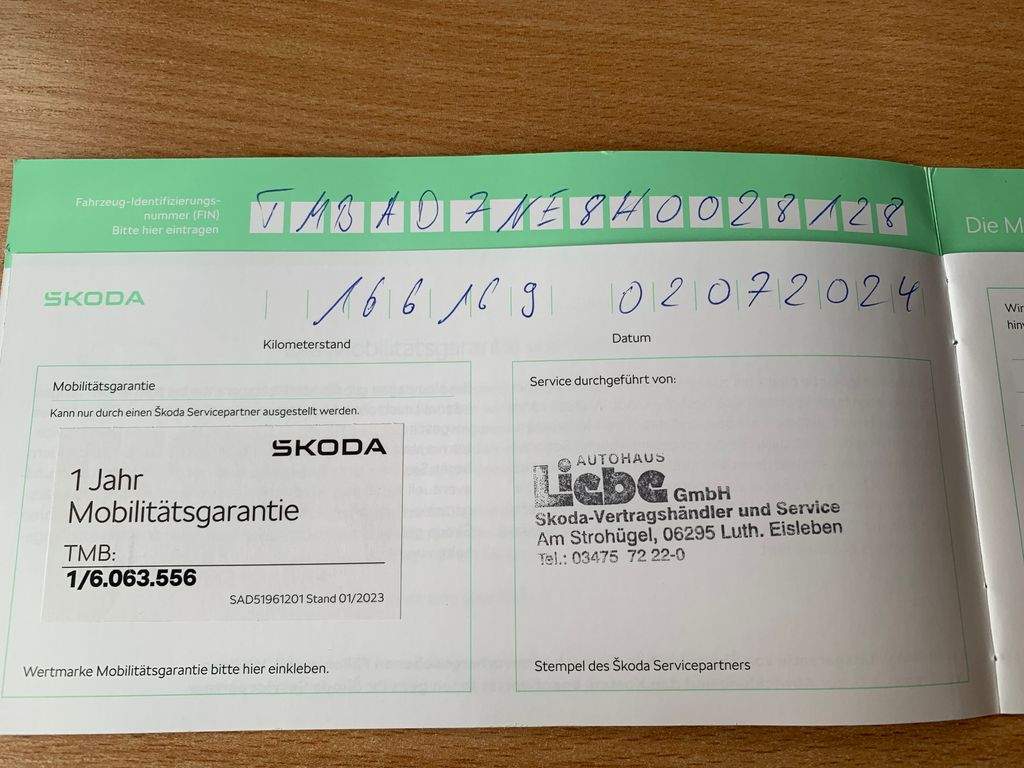 Fahrzeug-Identifizierungs-
nummer (FIN)
Bitte hier eintragen
TMBAD7NE8H0028128
Die M
ŠKODA
166169
02072024
Kilometerstand
Datum
Mobilitätsgarantie
Kann nur durch einen Škoda Servicepartner ausgestellt werden.
ŠKODA
1 Jahr
Mobilitätsgarantie
TMB:
1/6.063.556
SAD51961201 Stand 01/2023
Wertmarke Mobilitätsgarantie bitte hier einkleben.
Service durchgeführt von:
AUTOHAUS
Liebe GmbH
Skoda-Vertragshändler und Service
Am Strohügel, 06295 Luth. Eisleben
Tel.: 03475 72 22-0
Stempel des Škoda Servicepartners
Wir
hin